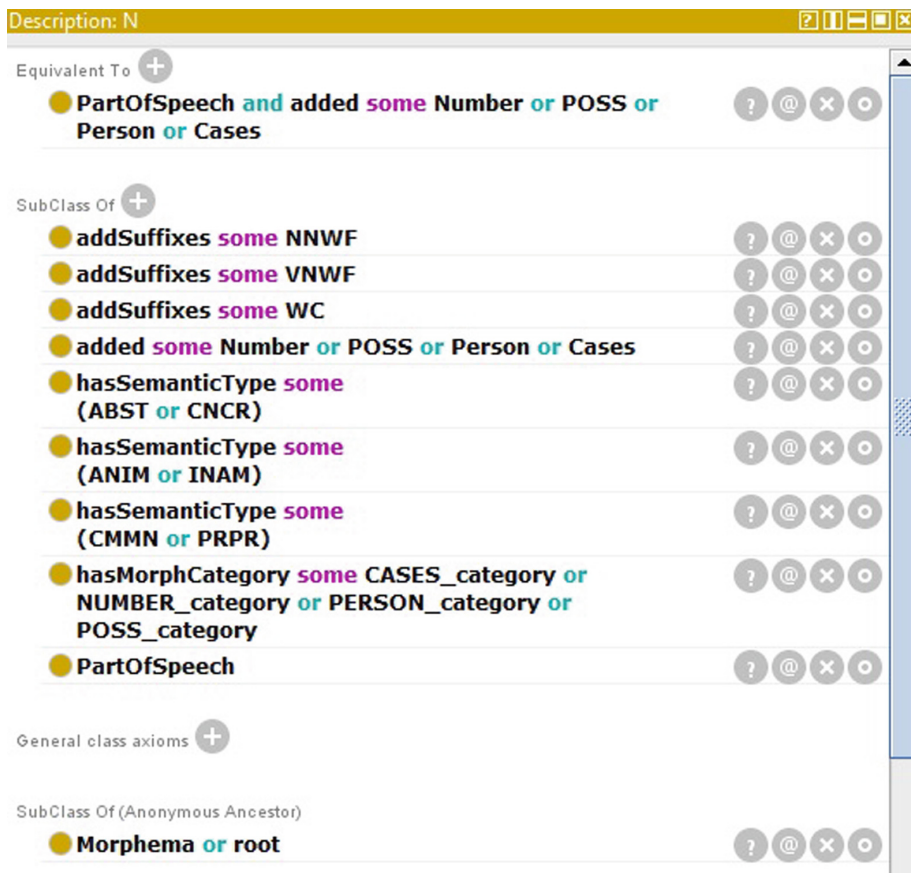 Description: N
Equivalent To
PartOfSpeech and added some Number or POSS or
Person or Cases
SubClass Of
addSuffixes some NNWF
addSuffixes some VNWF
addSuffixes some WC
added some Number or POSS or Person or Cases
hasSemanticType some
(ABST or CNCR)
hasSemanticType some
(ANIM or INAM)
hasSemanticType some
(CMMN or PRPR)
hasMorphCategory some CASES_category or
NUMBER_category or PERSON_category or
POSS_category
PartOfSpeech
General class axioms
SubClass Of (Anonymous Ancestor)
Morphema or root